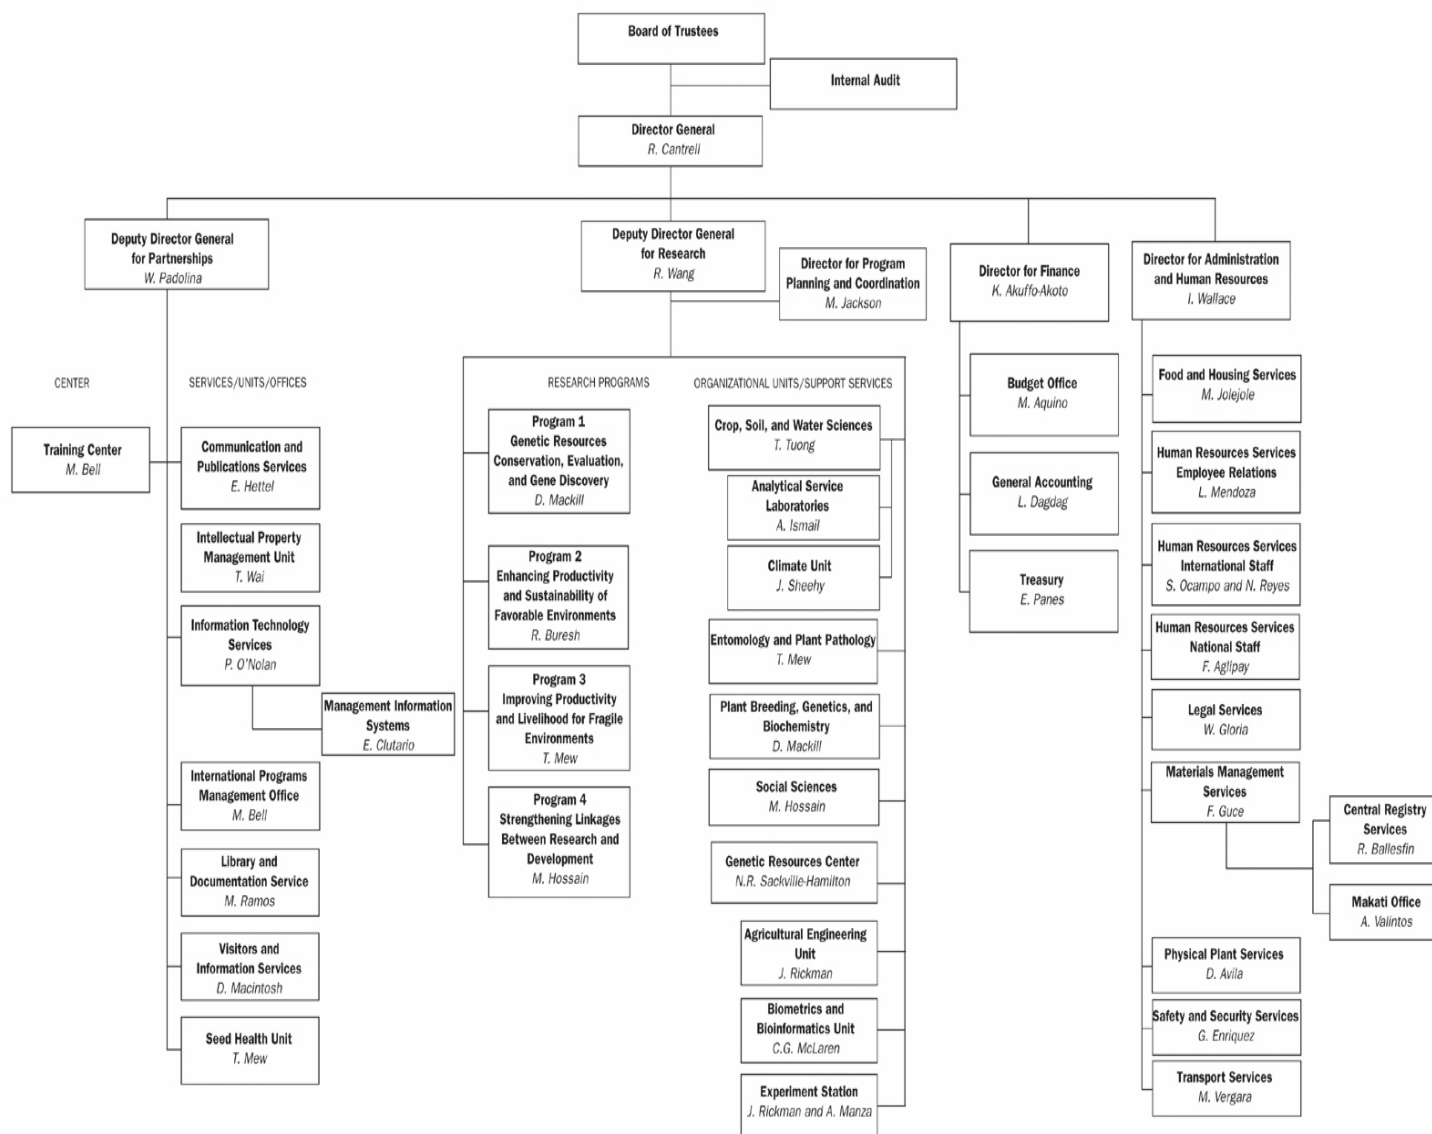 Board of Trustees
Internal Audit
Director General
R. Cantrell
Deputy Director General
for Partnerships
W. Padolina
Deputy Director General
for Research
R. Wang
Director for Program
Planning and Coordination
M. Jackson
Director for Finance
K. Akuffo-Akoto
Director for Administration
and Human Resources
I. Wallace
CENTER
SERVICES/UNITS/OFFICES
Training Center
M. Bell
Communication and
Publications Services
E. Hettel
Intellectual Property
Management Unit
T. Wai
Information Technology
Services
P. O'Nolan
Management Information
Systems
E. Clutario
International Programs
Management Office
M. Bell
Library and
Documentation Service
M. Ramos
Visitors and
Information Services
D. Macintosh
Seed Health Unit
T. Mew
RESEARCH PROGRAMS
Program 1
Genetic Resources
Conservation, Evaluation,
and Gene Discovery
D. Mackill
Program 2
Enhancing Productivity
and Sustainability of
Favorable Environments
R. Buresh
Program 3
Improving Productivity
and Livelihood for Fragile
Environments
T. Mew
Program 4
Strengthening Linkages
Between Research and
Development
M. Hossain
ORGANIZATIONAL UNITS/SUPPORT SERVICES
Crop, Soil, and Water Sciences
T. Tuong
Analytical Service
Laboratories
A. Ismail
Climate Unit
J. Sheehy
Entomology and Plant Pathology
T. Mew
Plant Breeding, Genetics, and
Biochemistry
D. Mackill
Social Sciences
M. Hossain
Genetic Resources Center
N.R. Sackville-Hamilton
Agricultural Engineering
Unit
J. Rickman
Biometrics and
Bioinformatics Unit
C.G. McLaren
Experiment Station
J. Rickman and A. Manza
Budget Office
M. Aquino
General Accounting
L. Dagdag
Treasury
E. Panes
Food and Housing Services
M. Jolejole
Human Resources Services
Employee Relations
L. Mendoza
Human Resources Services
International Staff
S. Ocampo and N. Reyes
Human Resources Services
National Staff
F. Aglipay
Legal Services
W. Gloria
Materials Management
Services
F. Guce
Central Registry
Services
R. Ballesfin
Makati Office
A. Valintos
Physical Plant Services
D. Avila
Safety and Security Services
G. Enriquez
Transport Services
M. Vergara